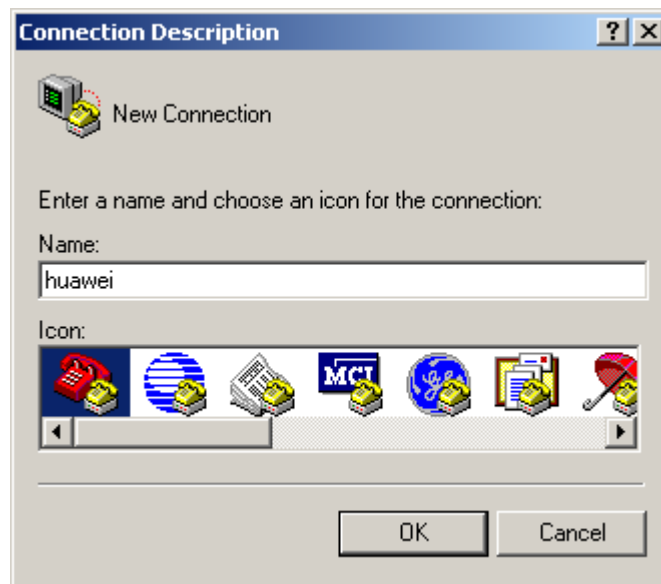 Connection Description
New Connection
Enter a name and choose an icon for the connection:
Name:
huawei
Icon:
MCI
OK
Cancel